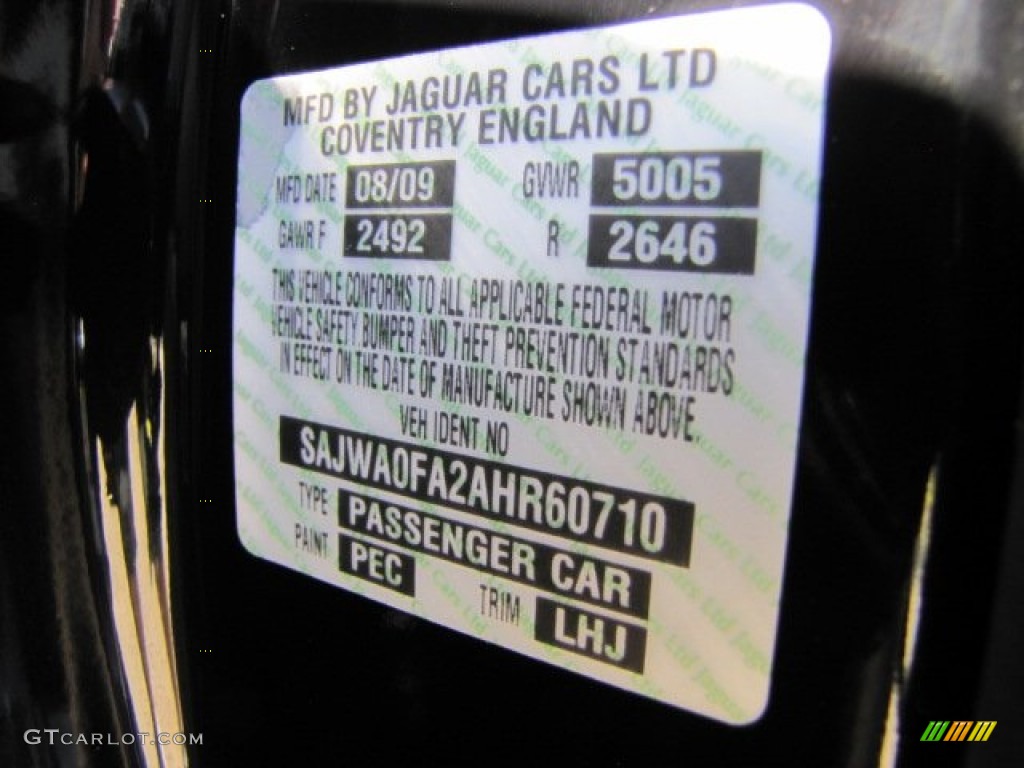 MFD BY JAGUAR CARS LTD
COVENTRY ENGLAND
MFD DATE 08/09 GVWR 5005
GAWR F 2492 R 2646
THIS VEHICLE CONFORMS TO ALL APPLICABLE FEDERAL MOTOR
VEHICLE SAFETY BUMPER AND THEFT PREVENTION STANDARDS
IN EFFECT ON THE DATE OF MANUFACTURE SHOWN ABOVE.
VEH IDENT NO
SAJWA0FA2AHR60710
TYPE PASSENGER CAR
PAINT PEC TRIM LHJ
GTCARLOT.COM